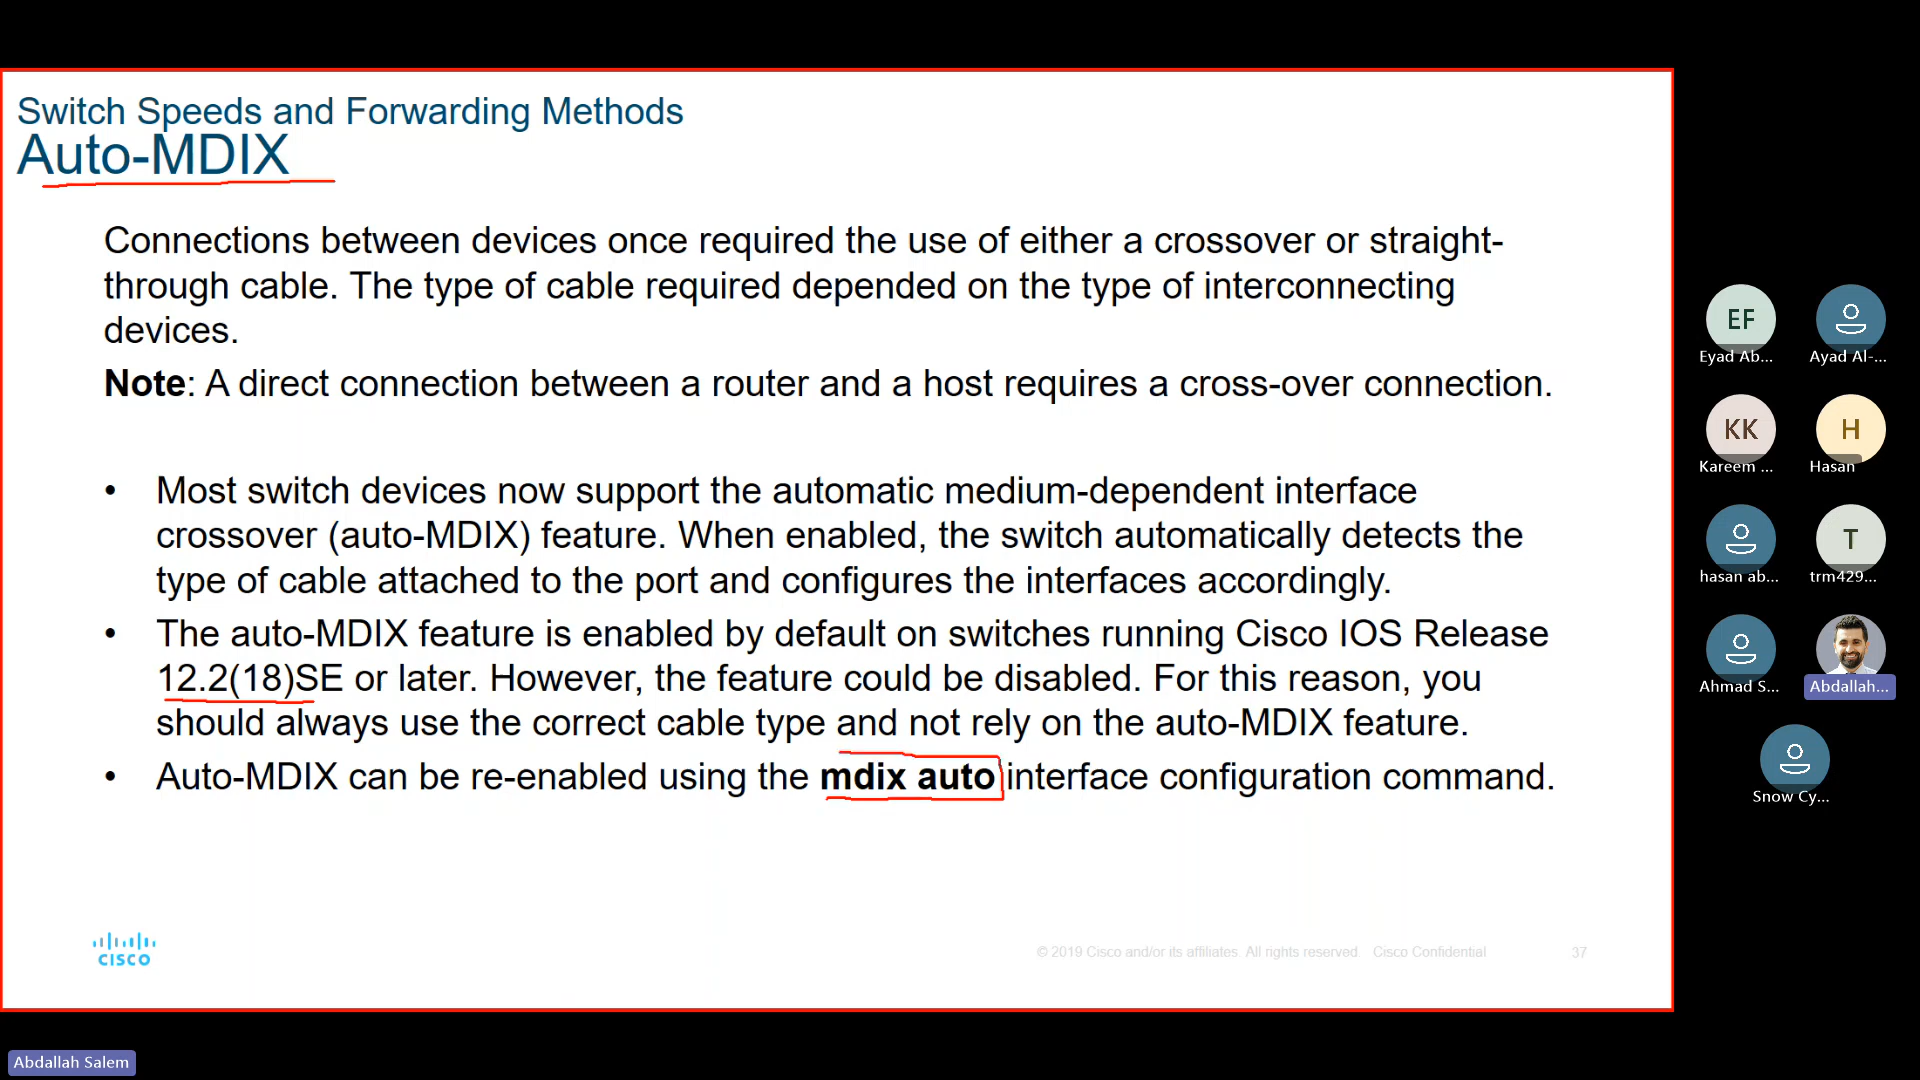 Switch Speeds and Forwarding Methods
Auto-MDIX
Connections between devices once required the use of either a crossover or straight-
through cable. The type of cable required depended on the type of interconnecting
devices.
Note: A direct connection between a router and a host requires a cross-over connection.
• Most switch devices now support the automatic medium-dependent interface
crossover (auto-MDIX) feature. When enabled, the switch automatically detects the
type of cable attached to the port and configures the interfaces accordingly.
• The auto-MDIX feature is enabled by default on switches running Cisco IOS Release
12.2(18)SE or later. However, the feature could be disabled. For this reason, you
should always use the correct cable type and not rely on the auto-MDIX feature.
• Auto-MDIX can be re-enabled using the mdix auto interface configuration command.
CISCO
© 2019 Cisco and/or its affiliates. All rights reserved. Cisco Confidential
37
EF
Eyad Ab...
Ayad Al-...
KK
Kareem ...
H
Hasan
hasan ab...
T
trm429...
Ahmad S...
Abdallah...
Snow Cy...
Abdallah Salem